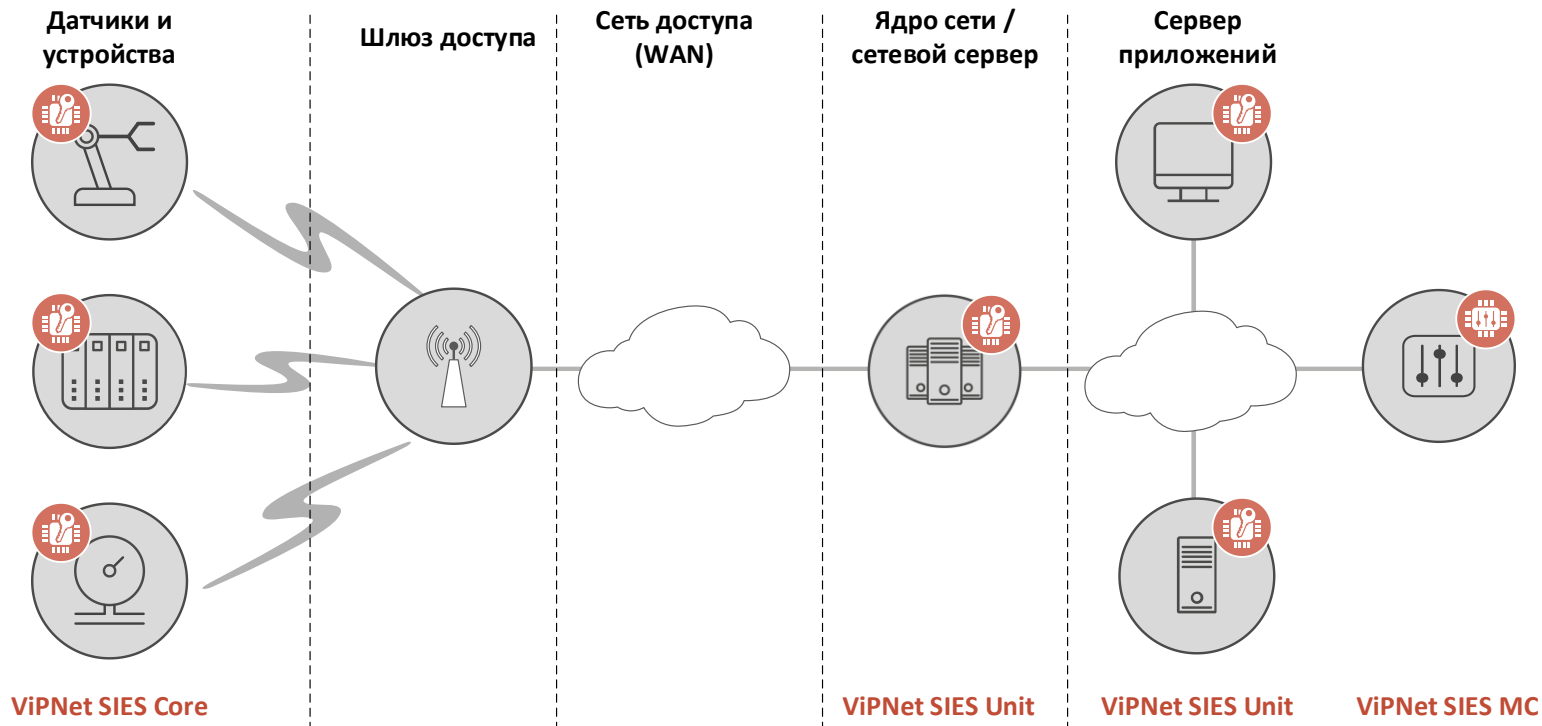 Датчики и
устройства
Шлюз доступа
Сеть доступа
(WAN)
Ядро сети /
сетевой сервер
Сервер
приложений
ViPNet SIES Core
ViPNet SIES Unit
ViPNet SIES Unit
ViPNet SIES MC